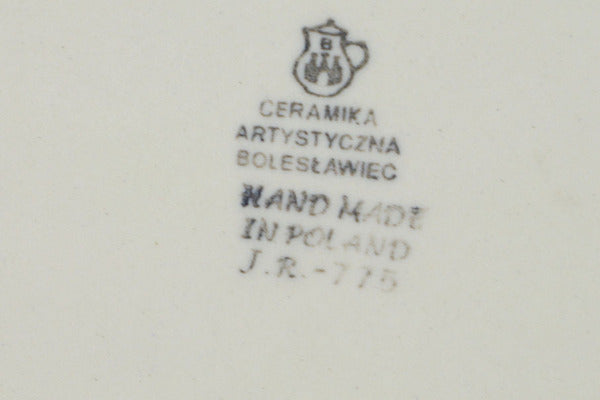 B
CERAMIKA
ARTYSTYCZNA
BOLESŁAWIEC
HAND MADE
IN POLAND
J.R.-775